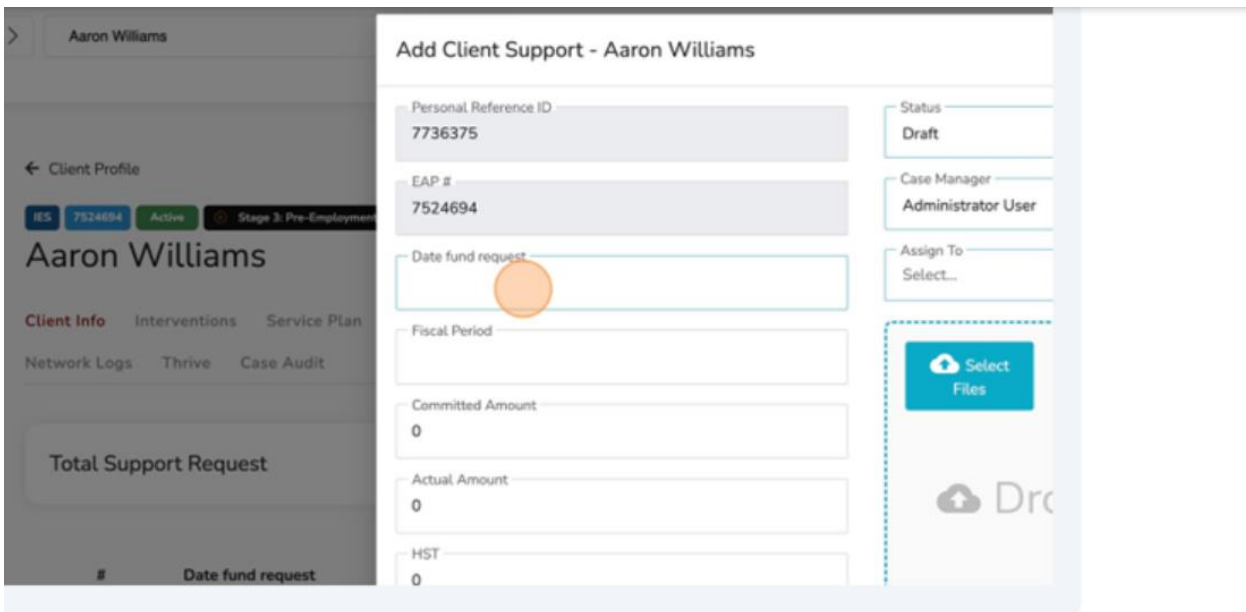 Aaron Williams
← Client Profile
IES 7524694 Active Stage 3: Pre-Employment
Aaron Williams
Client Info Interventions Service Plan
Network Logs Thrive Case Audit
Total Support Request
# Date fund request
Add Client Support - Aaron Williams
Personal Reference ID
7736375
EAP #
7524694
Date fund request
Fiscal Period
Committed Amount
0
Actual Amount
0
HST
0
Status
Draft
Case Manager
Administrator User
Assign To
Select...
Select
Files
Dro